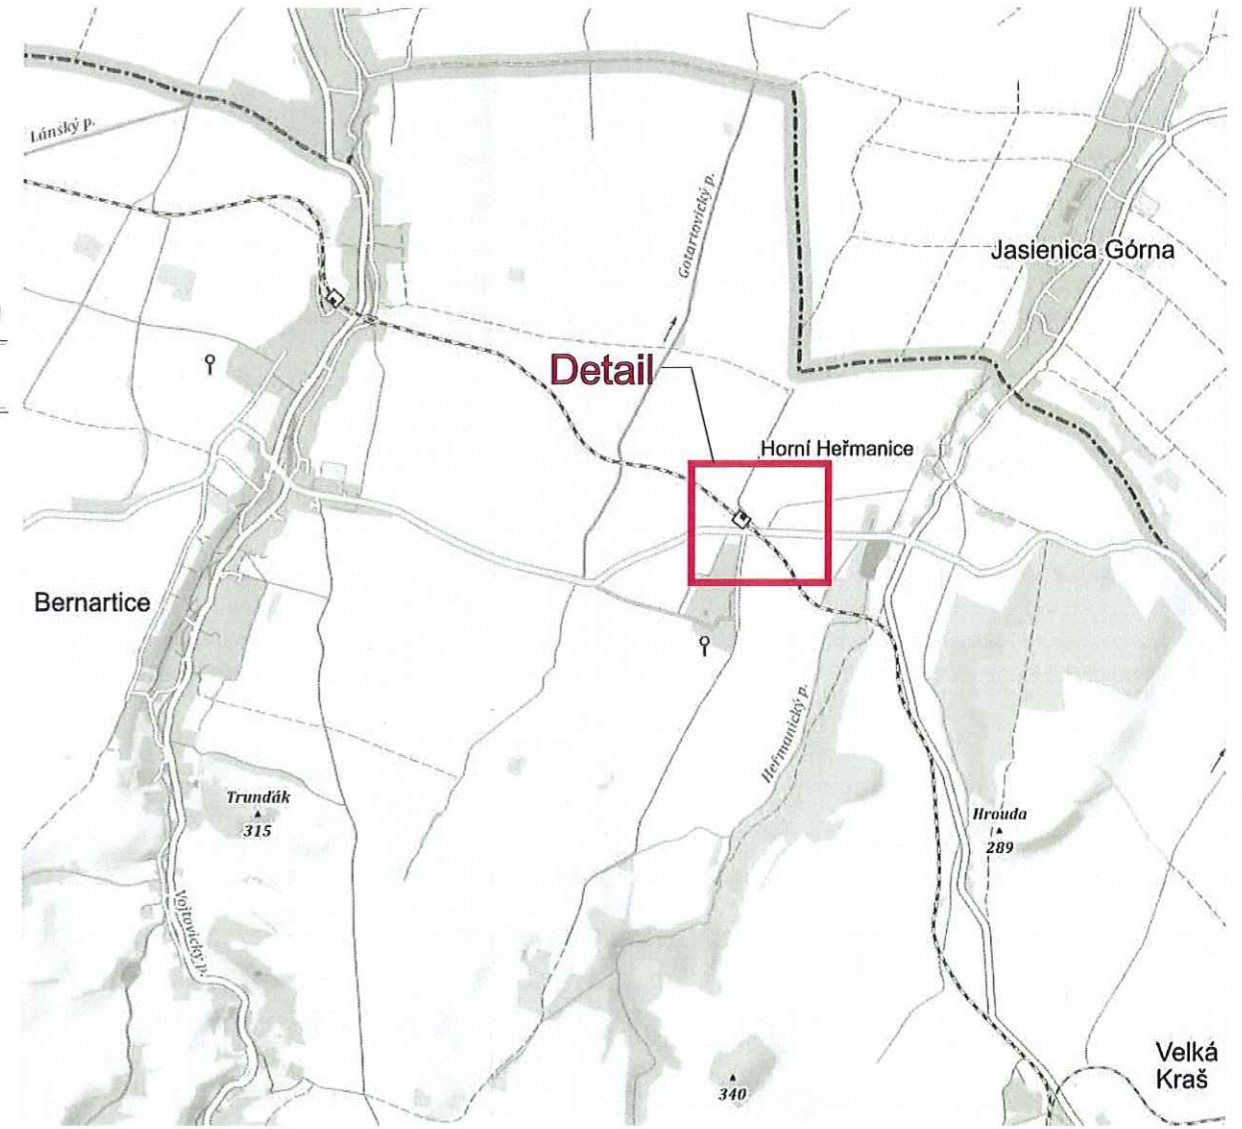 Lánský p.
Gotartovický p.
Jasienica Górna
Detail
Horní Heřmanice
Bernartice
Heřmanický p.
Trunďák
315
Hrouda
289
Vojtovický p.
Velká
Kraš
340